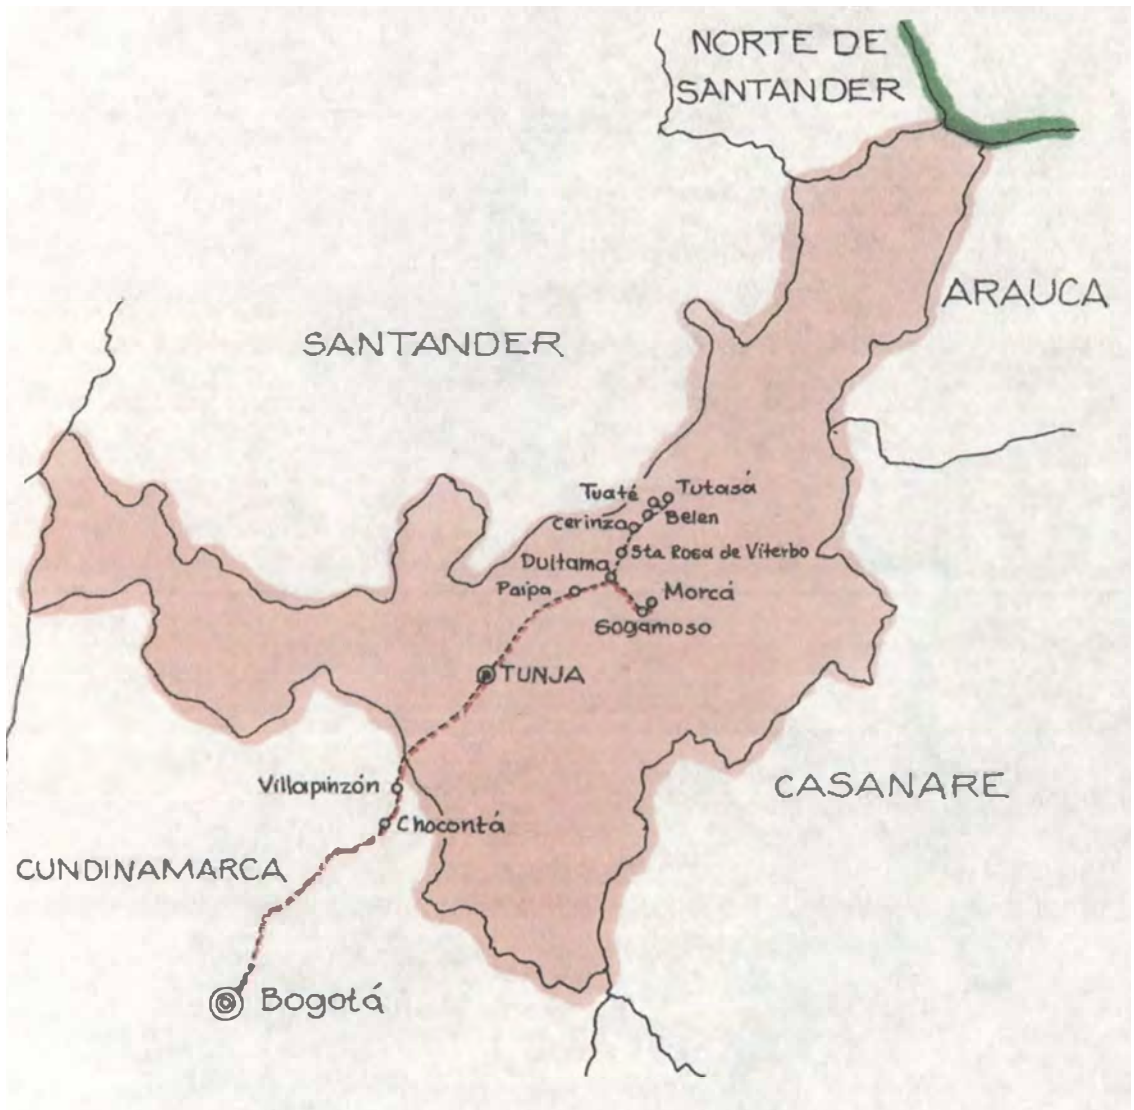 NORTE DE
SANTANDER
ARAUCA
SANTANDER
Tuaté
Tutasá
Cerinza
Belen
Sta Rosa de Viterbo
Duitama
Paipa
Morcá
Sogamoso
TUNJA
Villapinzón
CASANARE
Chocontá
CUNDINAMARCA
Bogotá